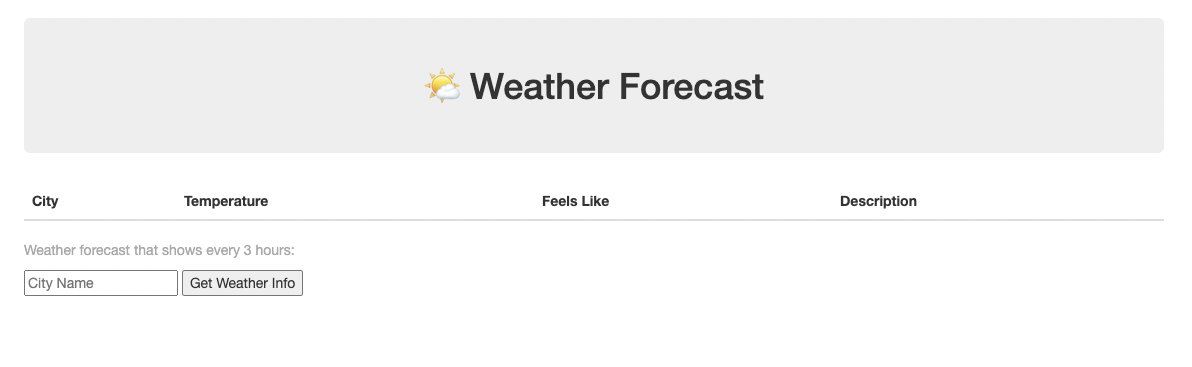 🌤 Weather Forecast
City Temperature Feels Like Description
Weather forecast that shows every 3 hours:
City Name Get Weather Info